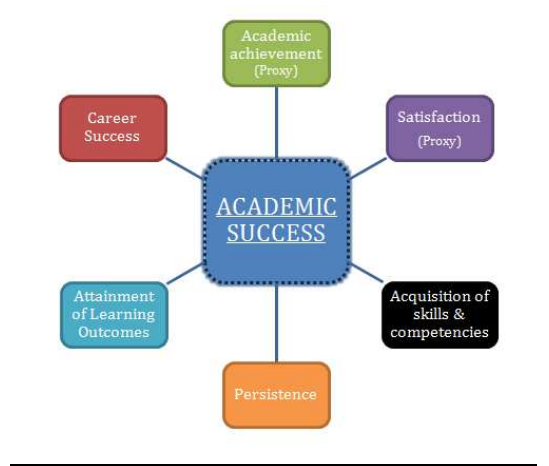 Academic
achievement
(Proxy)
Career
Success
Satisfaction
(Proxy)
ACADEMIC
SUCCESS
Attainment
of Learning
Outcomes
Acquisition of
skills &
competencies
Persistence